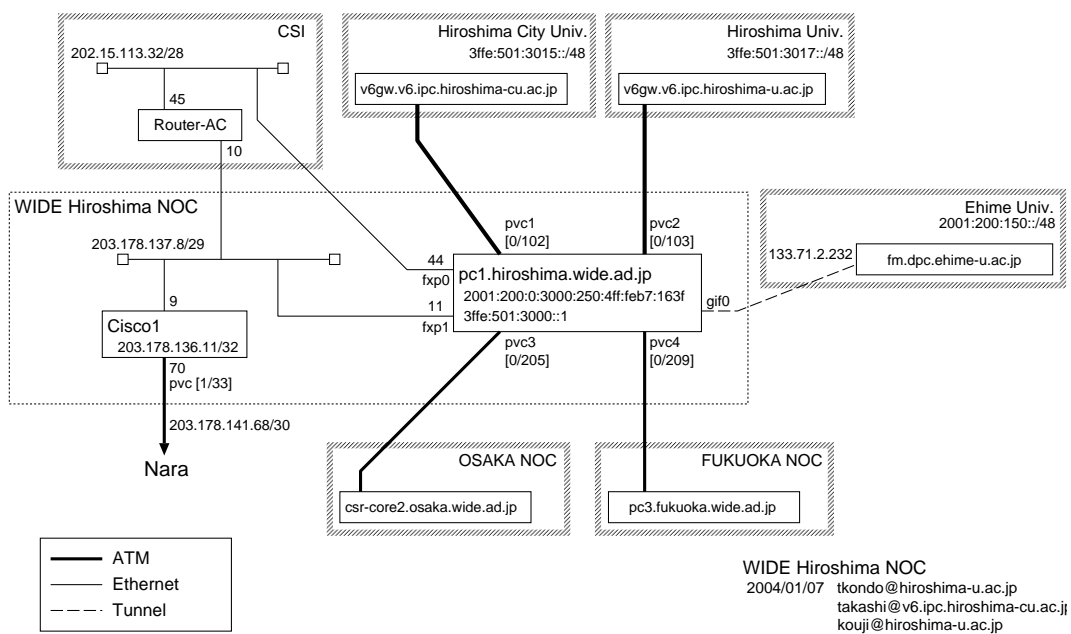 CSI
202.15.113.32/28
45
Router-AC
10
Hiroshima City Univ.
3ffe:501:3015::/48
v6gw.v6.ipc.hiroshima-cu.ac.jp
Hiroshima Univ.
3ffe:501:3017::/48
v6gw.v6.ipc.hiroshima-u.ac.jp
WIDE Hiroshima NOC
203.178.137.8/29
9
Cisco1
203.178.136.11/32
70
pvc [1/33]
203.178.141.68/30
Nara
pvc1
[0/102]
pvc2
[0/103]
44
fxp0
11
fxp1
pc1.hiroshima.wide.ad.jp
2001:200:0:3000:250:4ff:feb7:163f
3ffe:501:3000::1
gif0
pvc3
[0/205]
pvc4
[0/209]
Ehime Univ.
2001:200:150::/48
133.71.2.232
fm.dpc.ehime-u.ac.jp
OSAKA NOC
csr-core2.osaka.wide.ad.jp
FUKUOKA NOC
pc3.fukuoka.wide.ad.jp
ATM
Ethernet
Tunnel
WIDE Hiroshima NOC
2004/01/07 tkondo@hiroshima-u.ac.jp
takashi@v6.ipc.hiroshima-cu.ac.jp
kouji@hiroshima-u.ac.jp